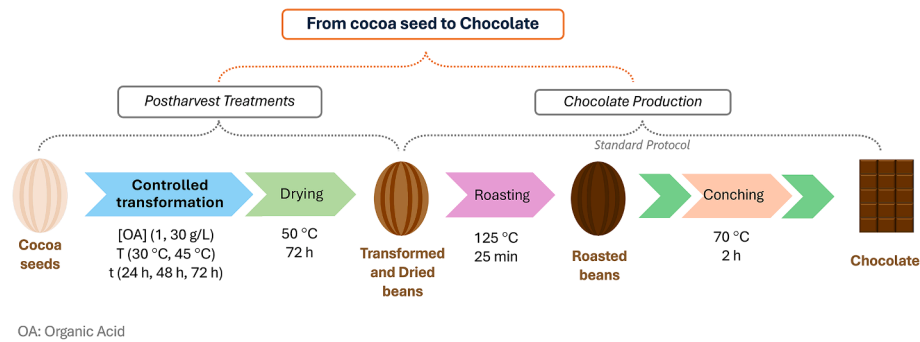 From cocoa seed to Chocolate
Postharvest Treatments
Chocolate Production
Standard Protocol
Controlled
transformation
Drying
Roasting
Conching
[OA] (1, 30 g/L)
T (30 °C, 45 °C)
t (24 h, 48 h, 72 h)
50 °C
72 h
125 °C
25 min
70 °C
2 h
Cocoa
seeds
Transformed
and Dried
beans
Roasted
beans
Chocolate
OA: Organic Acid